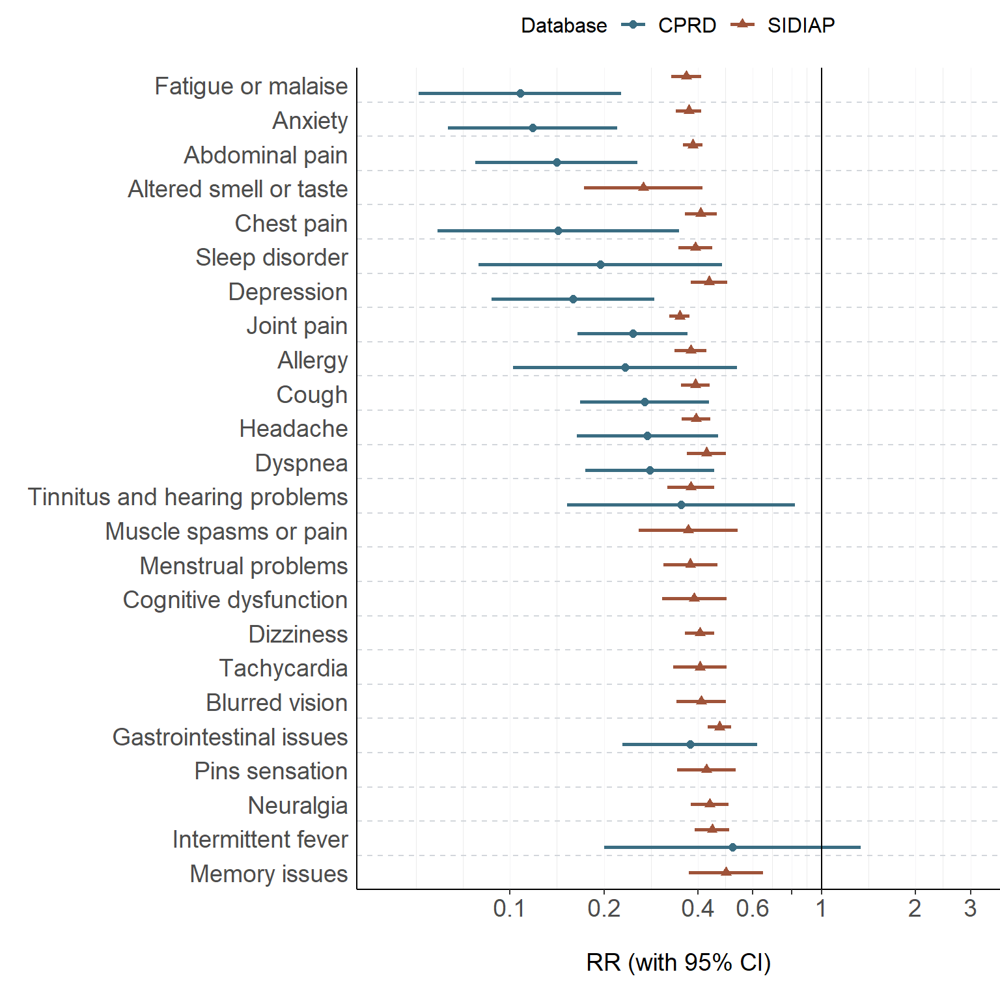 Database CPRD SIDIAP
Fatigue or malaise
Anxiety
Abdominal pain
Altered smell or taste
Chest pain
Sleep disorder
Depression
Joint pain
Allergy
Cough
Headache
Dyspnea
Tinnitus and hearing problems
Muscle spasms or pain
Menstrual problems
Cognitive dysfunction
Dizziness
Tachycardia
Blurred vision
Gastrointestinal issues
Pins sensation
Neuralgia
Intermittent fever
Memory issues
0.1 0.2 0.4 0.6 1 2 3
RR (with 95% CI)